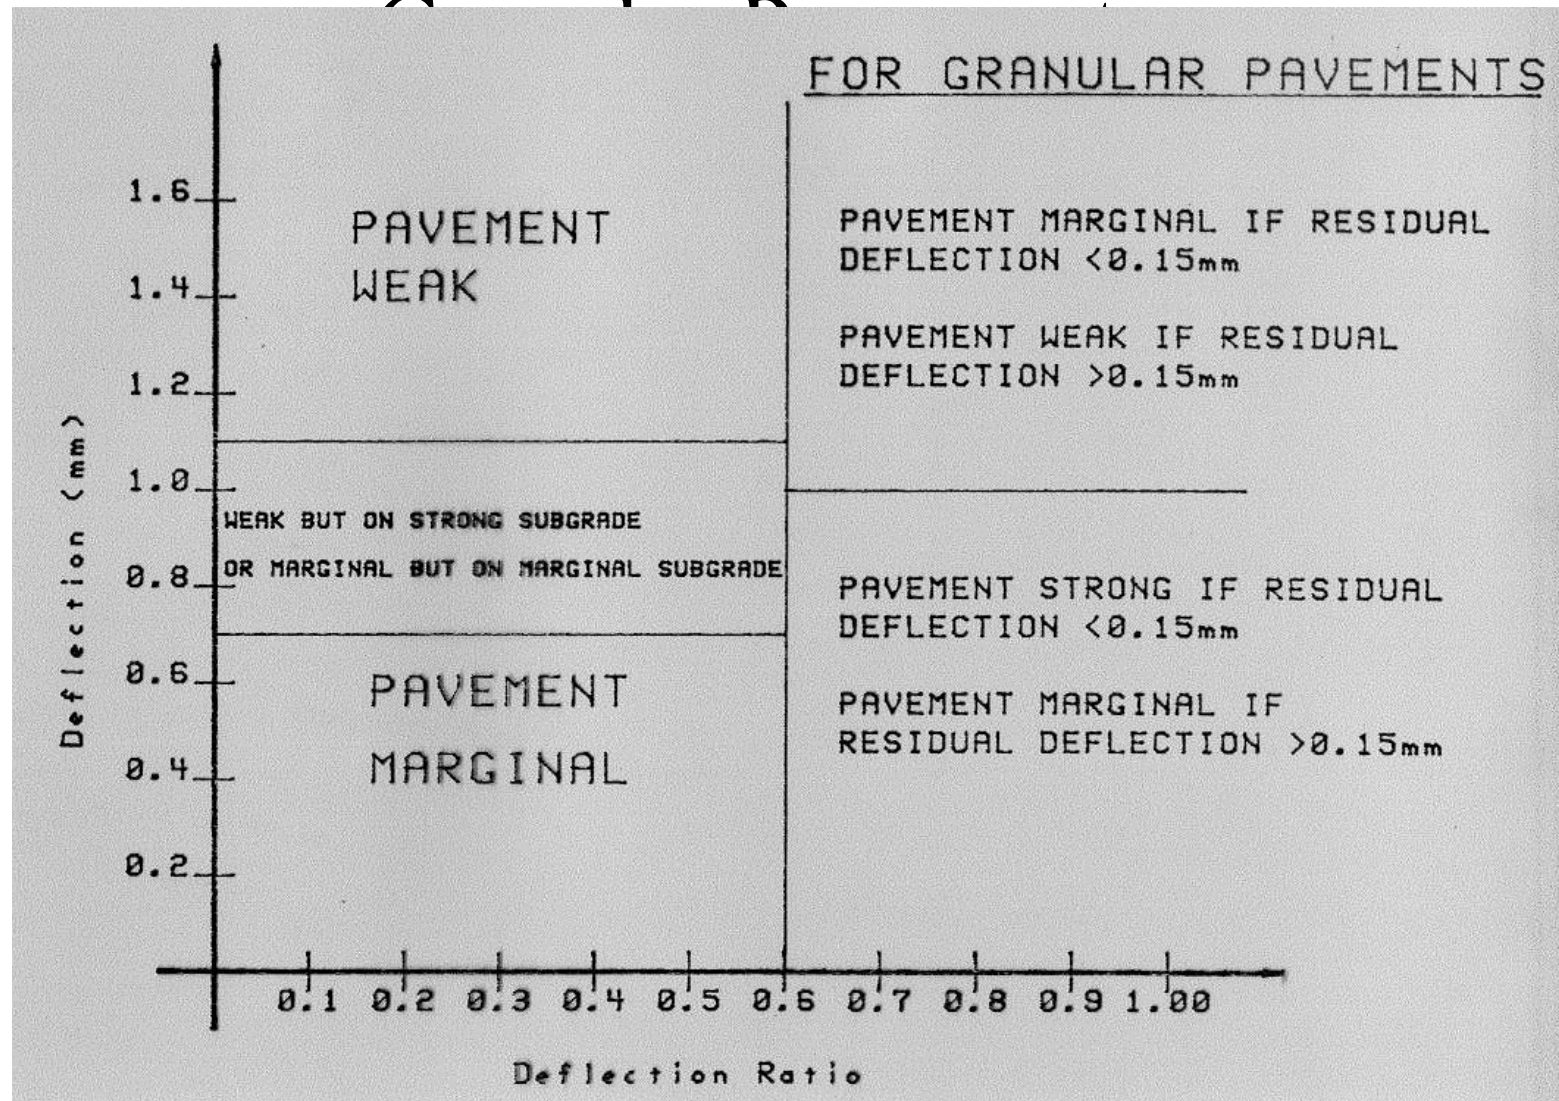 FOR GRANULAR PAVEMENTS
1.6
1.4
1.2
1.0
0.8
0.6
0.4
0.2
Deflection (mm)
PAVEMENT
WEAK
WEAK BUT ON STRONG SUBGRADE
OR MARGINAL BUT ON MARGINAL SUBGRADE
PAVEMENT
MARGINAL
PAVEMENT MARGINAL IF RESIDUAL
DEFLECTION <0.15mm
PAVEMENT WEAK IF RESIDUAL
DEFLECTION >0.15mm
PAVEMENT STRONG IF RESIDUAL
DEFLECTION <0.15mm
PAVEMENT MARGINAL IF
RESIDUAL DEFLECTION >0.15mm
0.1 0.2 0.3 0.4 0.5 0.6 0.7 0.8 0.9 1.00
Deflection Ratio